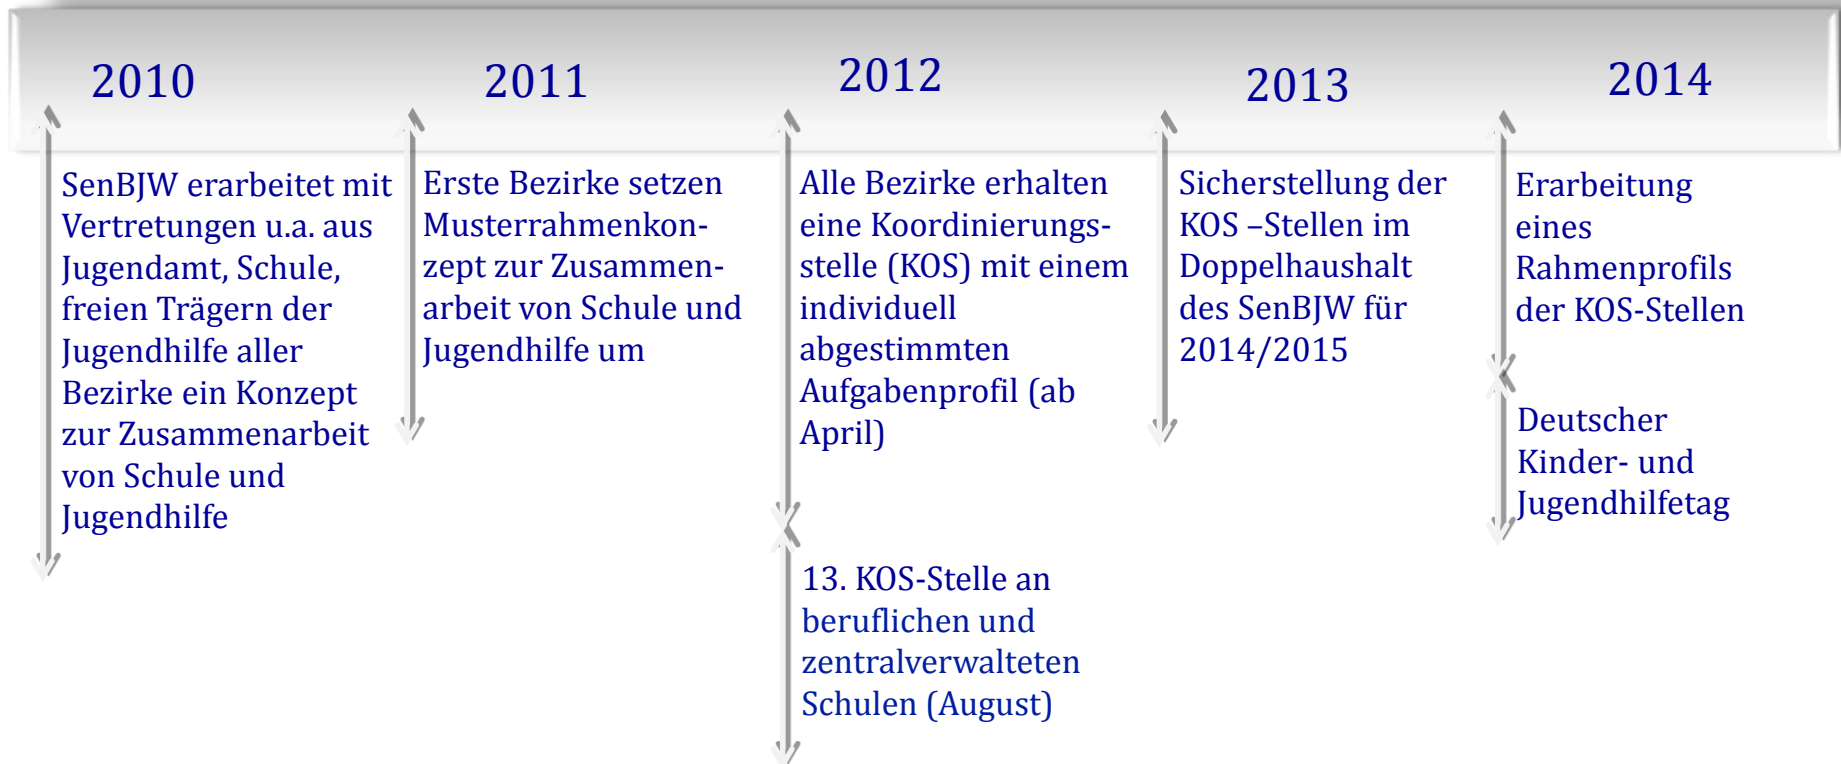 2010
SenBJW erarbeitet mit
Vertretungen u.a. aus
Jugendamt, Schule,
freien Trägern der
Jugendhilfe aller
Bezirke ein Konzept
zur Zusammenarbeit
von Schule und
Jugendhilfe
2011
Erste Bezirke setzen
Musterrahmenkon-
zept zur Zusammen-
arbeit von Schule und
Jugendhilfe um
2012
Alle Bezirke erhalten
eine Koordinierungs-
stelle (KOS) mit einem
individuell
abgestimmten
Aufgabenprofil (ab
April)
13. KOS-Stelle an
beruflichen und
zentralverwalteten
Schulen (August)
2013
Sicherstellung der
KOS –Stellen im
Doppelhaushalt
des SenBJW für
2014/2015
2014
Erarbeitung
eines
Rahmenprofils
der KOS-Stellen
Deutscher
Kinder- und
Jugendhilfetag